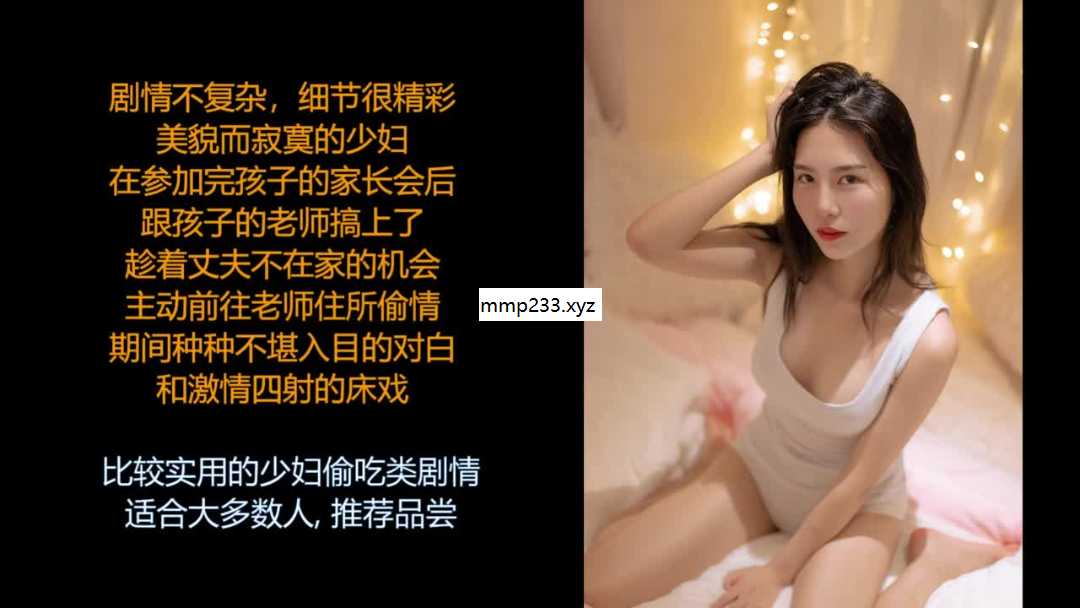 剧情不复杂，细节很精彩
美貌而寂寞的少妇
在参加完孩子的家长会后
跟孩子的老师搞上了
趁着丈夫不在家的机会
主动前往老师住所偷情
mmp233.xyz
期间种种不堪入目的对白
和激情四射的床戏
比较实用的少妇偷吃类剧情
适合大多数人, 推荐品尝